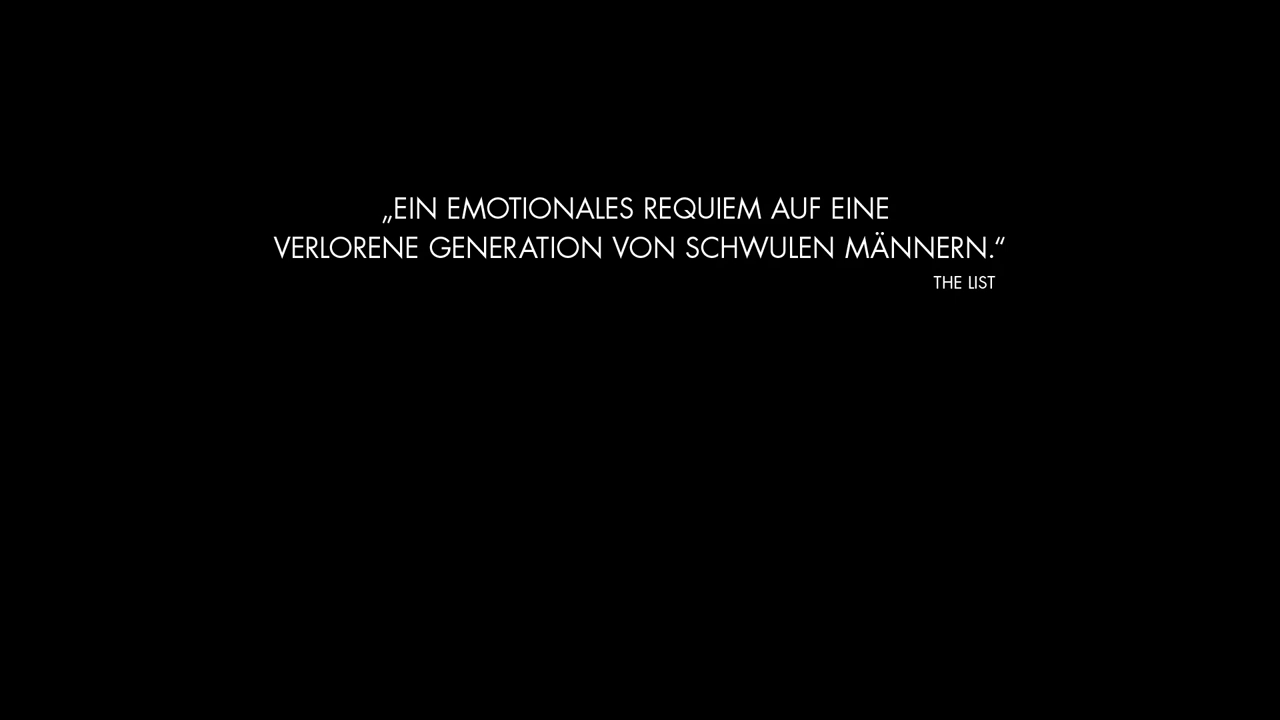 „EIN EMOTIONALES REQUIEM AUF EINE
VERLORENE GENERATION VON SCHWULEN MÄNNERN.“
THE LIST